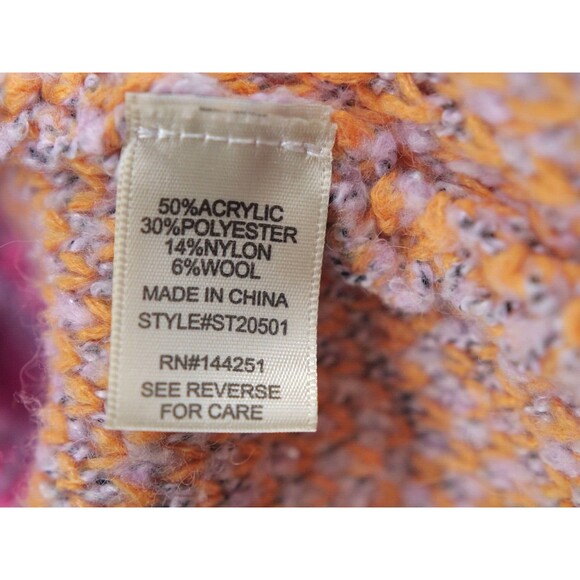 50%ACRYLIC
30%POLYESTER
14%NYLON
6%WOOL
MADE IN CHINA
STYLE#ST20501
RN#144251
SEE REVERSE
FOR CARE